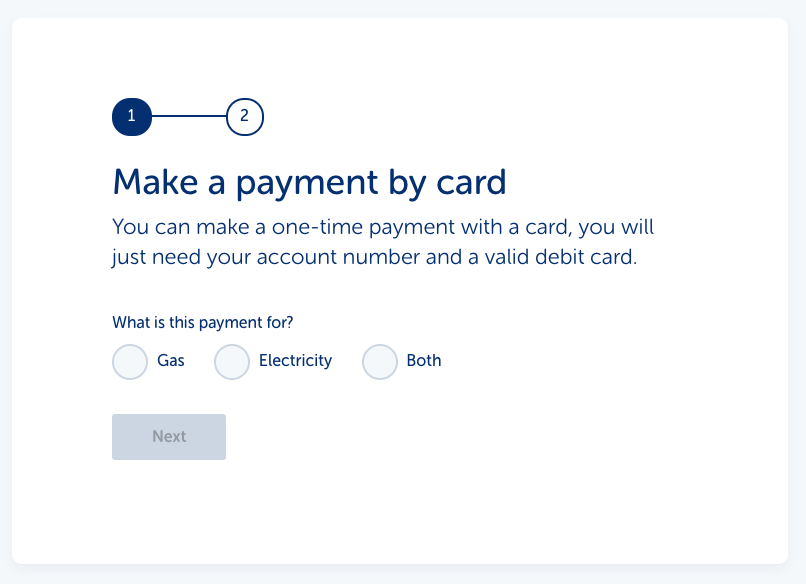 1 2
Make a payment by card
You can make a one-time payment with a card, you will
just need your account number and a valid debit card.
What is this payment for?
Gas Electricity Both
Next